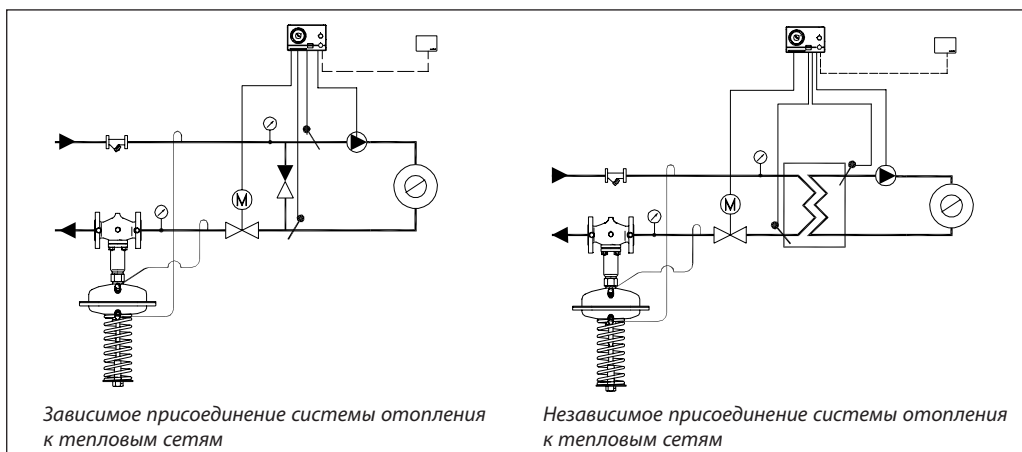 M
M
Зависимое присоединение системы отопления
к тепловым сетям
Независимое присоединение системы отопления
к тепловым сетям